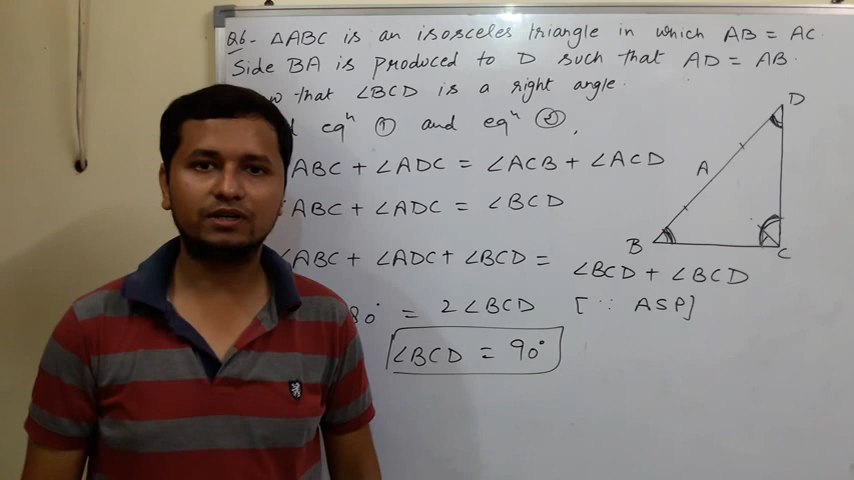 Q6- △ABC is an isosceles triangle in which AB = AC.
Side BA is produced to D such that AD = AB.
that ∠BCD is a right angle.
eqⁿ ① and eqⁿ ②,
ABC + ∠ADC = ∠ACB + ∠ACD
ABC + ∠ADC = ∠BCD
∠ABC + ∠ADC + ∠BCD = ∠BCD + ∠BCD
80° = 2∠BCD [∵ ASP]
∠BCD = 90°
D
A
B
C